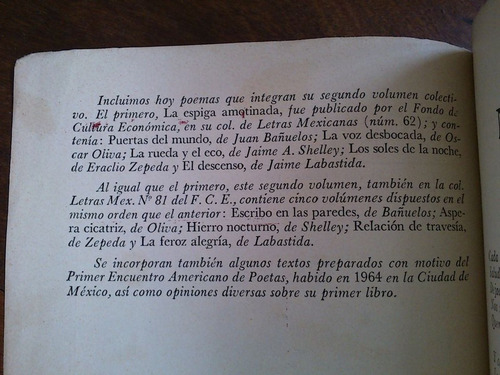 Incluimos hoy poemas que integran su segundo volumen colecti-
vo. El primero, La espiga amotinada, fue publicado por el Fondo de
Cultura Económica, en su col. de Letras Mexicanas (núm. 62); y con-
tenía: Puertas del mundo, de Juan Bañuelos; La voz desbocada, de Os-
car Oliva; La rueda y el eco, de Jaime A. Shelley; Los soles de la noche,
de Eraclio Zepeda y El descenso, de Jaime Labastida.
Al igual que el primero, este segundo volumen, también en la col.
Letras Mex. Nº 81 del F. C. E., contiene cinco volúmenes dispuestos en el
mismo orden que el anterior: Escribo en las paredes, de Bañuelos; Aspe-
ra cicatriz, de Oliva; Hierro nocturno, de Shelley; Relación de travesía,
de Zepeda y La feroz alegría, de Labastida.
Se incorporan también algunos textos preparados con motivo del
Primer Encuentro Americano de Poetas, habido en 1964 en la Ciudad de
México, así como opiniones diversas sobre su primer libro.